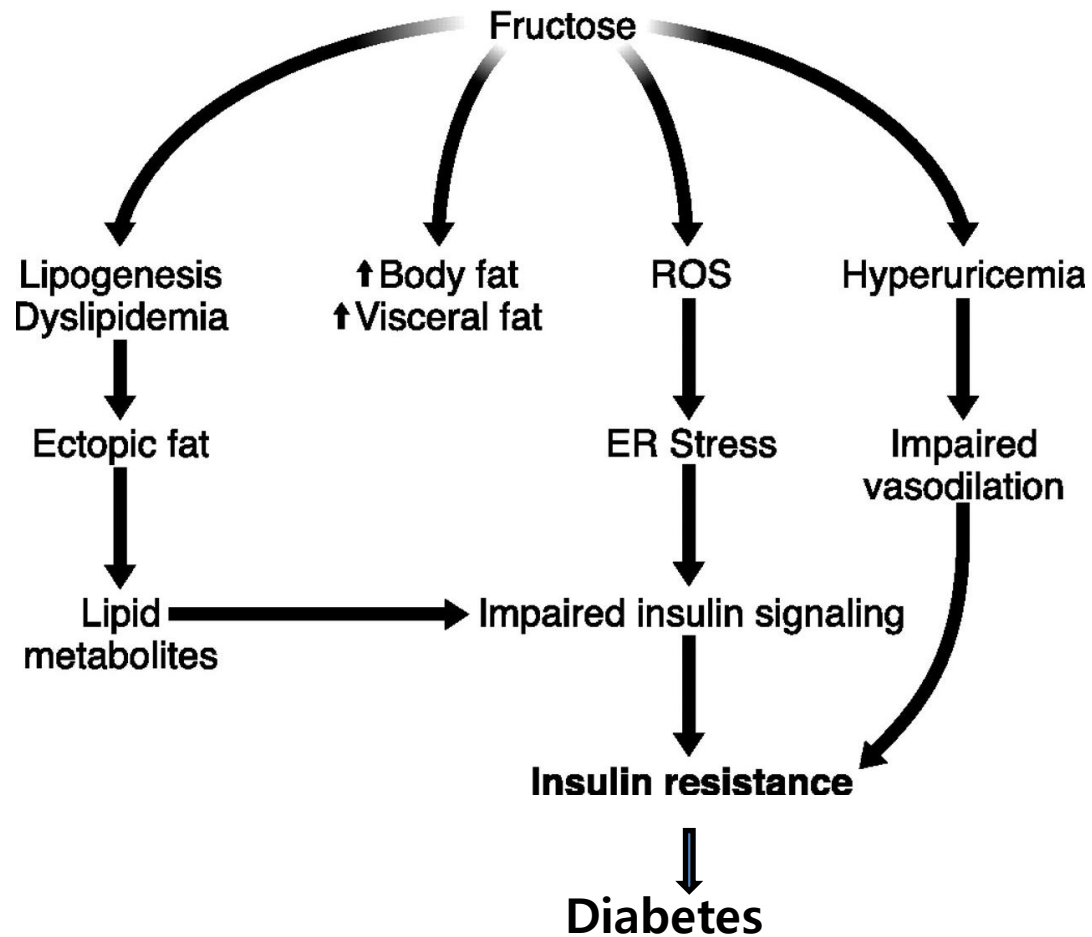 Fructose
Lipogenesis
Dyslipidemia
⬆Body fat
⬆Visceral fat
ROS
Hyperuricemia
Ectopic fat
ER Stress
Impaired
vasodilation
Lipid
metabolites
Impaired insulin signaling
Insulin resistance
Diabetes